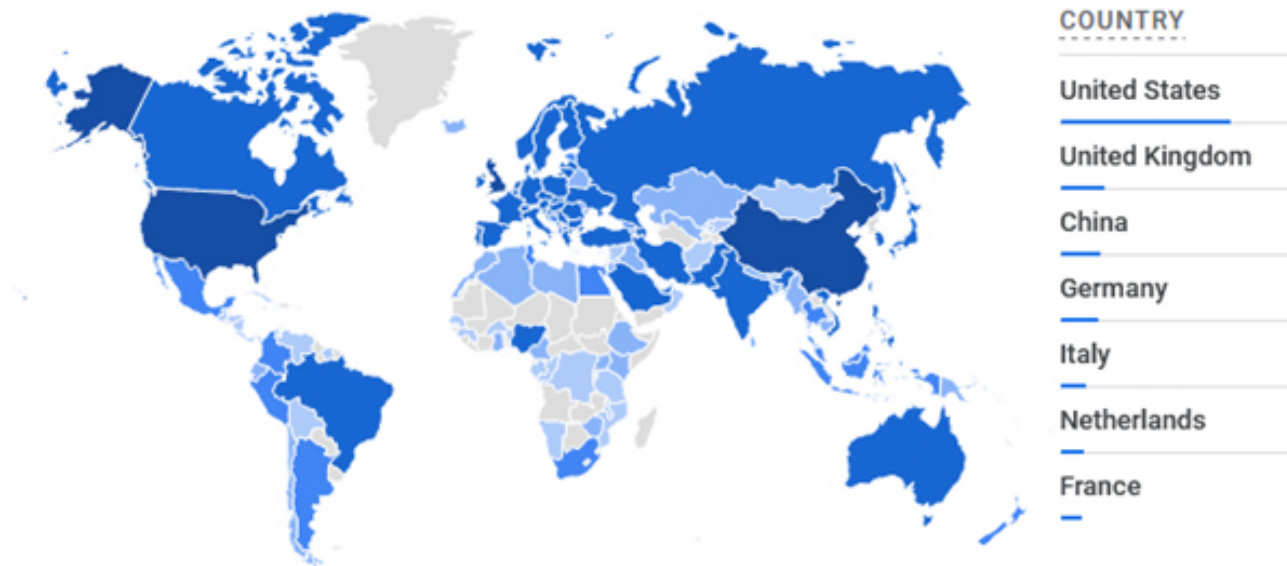 COUNTRY
United States
United Kingdom
China
Germany
Italy
Netherlands
France